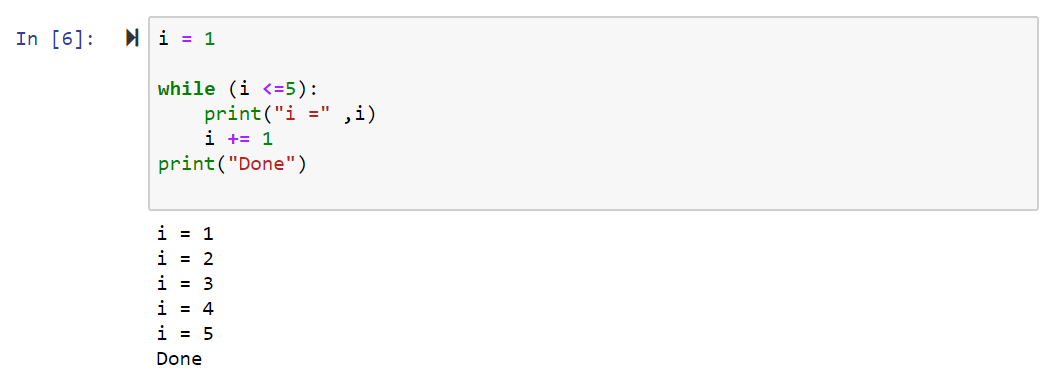 In [6]:
i = 1
while (i <=5):
    print("i =" ,i)
    i += 1
print("Done")
i = 1
i = 2
i = 3
i = 4
i = 5
Done